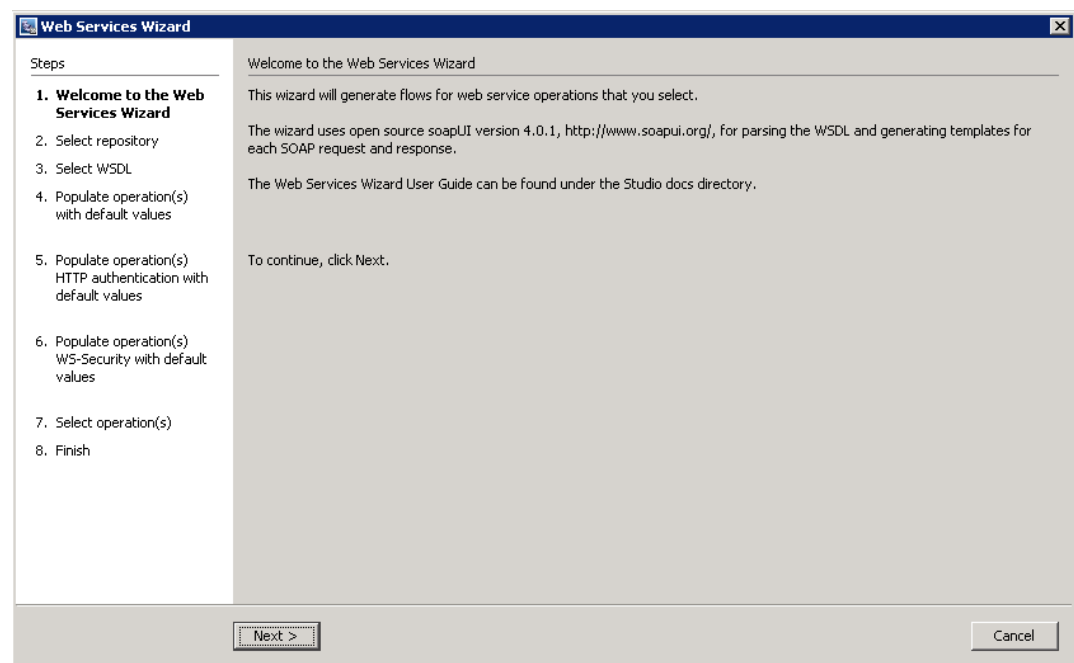 Web Services Wizard
Steps
1. Welcome to the Web
Services Wizard
2. Select repository
3. Select WSDL
4. Populate operation(s)
with default values
5. Populate operation(s)
HTTP authentication with
default values
6. Populate operation(s)
WS-Security with default
values
7. Select operation(s)
8. Finish
Welcome to the Web Services Wizard
This wizard will generate flows for web service operations that you select.
The wizard uses open source soapUI version 4.0.1, http://www.soapui.org/, for parsing the WSDL and generating templates for
each SOAP request and response.
The Web Services Wizard User Guide can be found under the Studio docs directory.
To continue, click Next.
Next >
Cancel